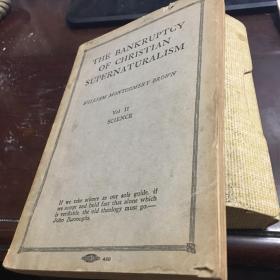 THE BANKRUPTCY
OF CHRISTIAN
SUPERNATURALISM
WILLIAM MONTGOMERY BROWN
Vol II
SCIENCE
If we take science as our sole guide, if
we accept and hold fast that alone which
is verifiable, the old theology must go.—
John Burroughs.